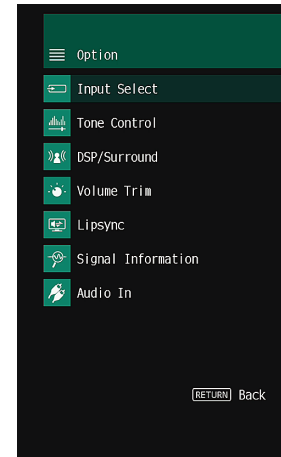 Option
Input Select
Tone Control
DSP/Surround
Volume Trim
Lipsync
Signal Information
Audio In
RETURN Back